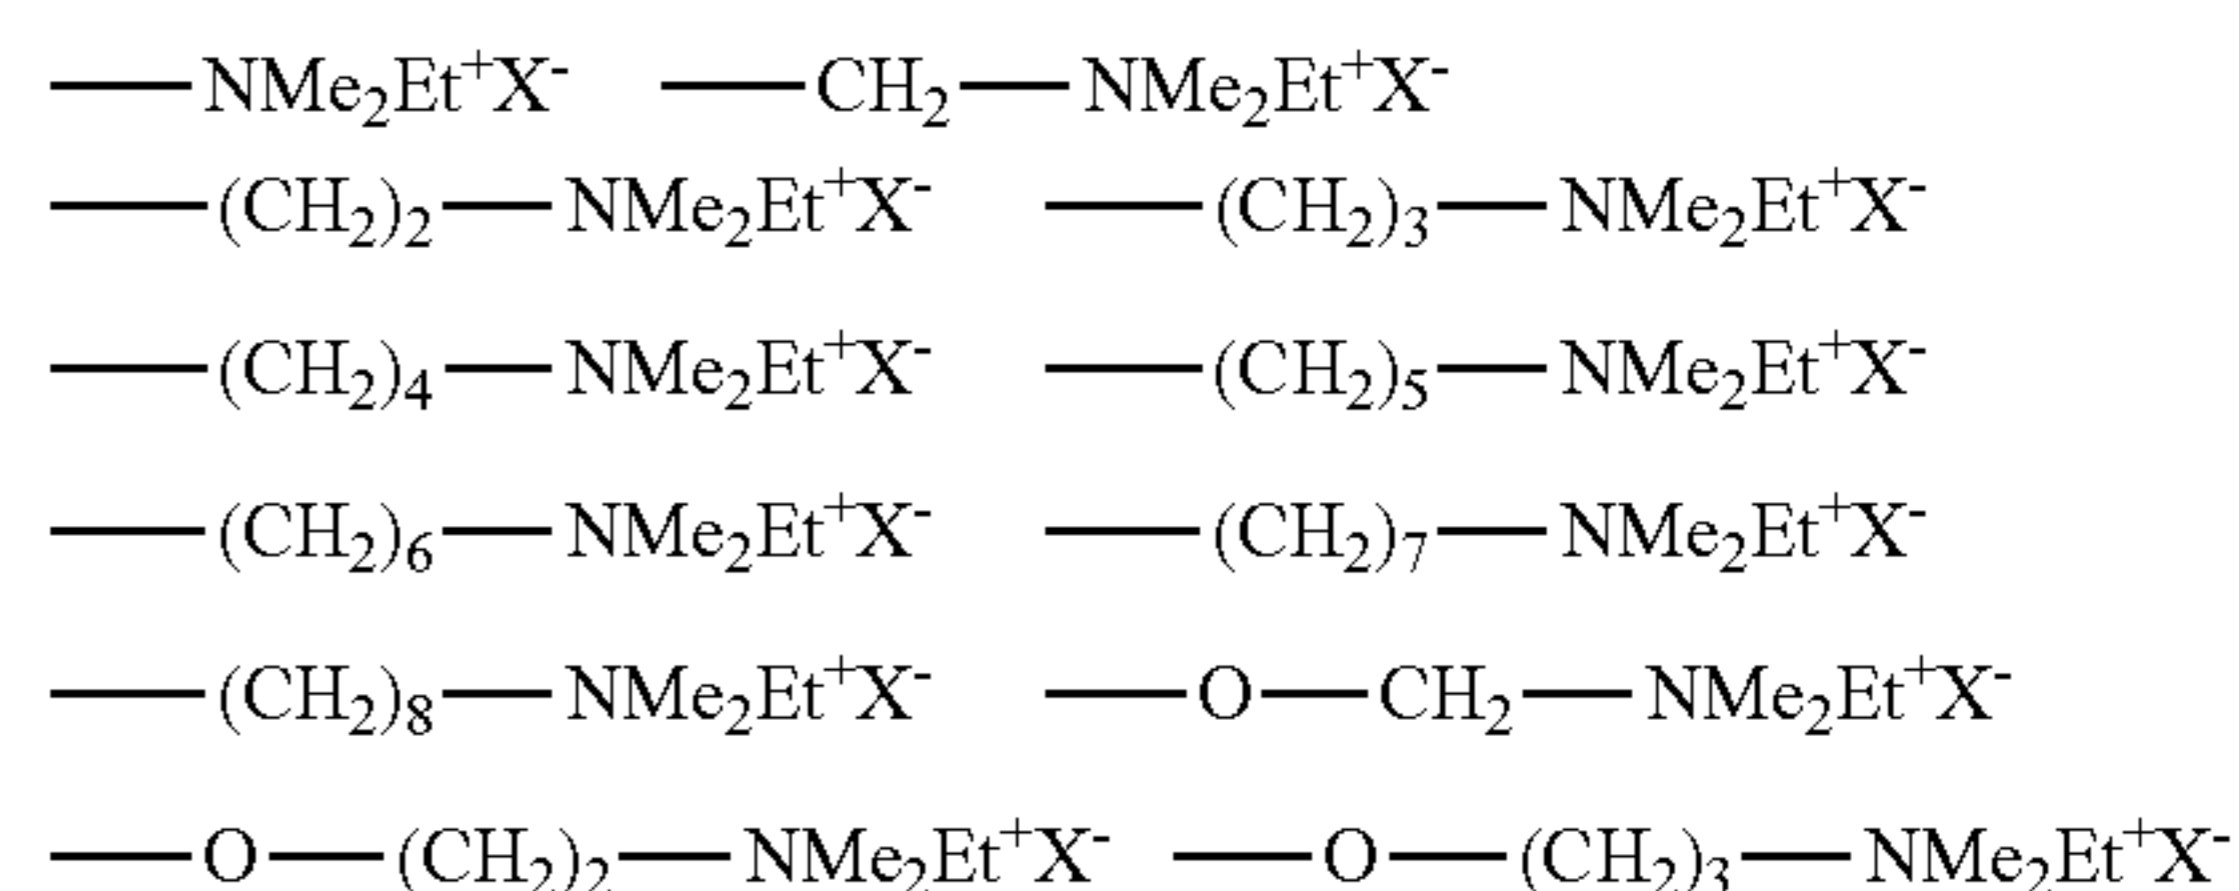 —NMe₂Et⁺X⁻ —CH₂—NMe₂Et⁺X⁻
—(CH₂)₂—NMe₂Et⁺X⁻ —(CH₂)₃—NMe₂Et⁺X⁻
—(CH₂)₄—NMe₂Et⁺X⁻ —(CH₂)₅—NMe₂Et⁺X⁻
—(CH₂)₆—NMe₂Et⁺X⁻ —(CH₂)₇—NMe₂Et⁺X⁻
—(CH₂)₈—NMe₂Et⁺X⁻ —O—CH₂—NMe₂Et⁺X⁻
—O—(CH₂)₂—NMe₂Et⁺X⁻ —O—(CH₂)₃—NMe₂Et⁺X⁻